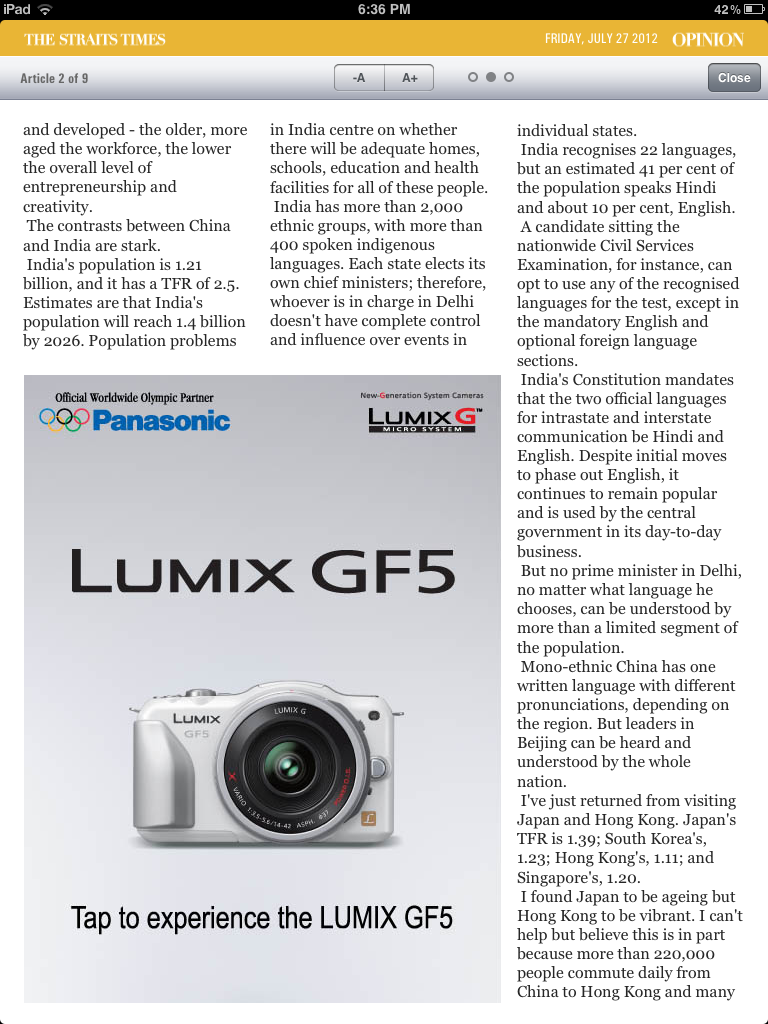 iPad
6:36 PM
42%
THE STRAITS TIMES
FRIDAY, JULY 27 2012
OPINION
Article 2 of 9
-A
A+
Close
and developed - the older, more
aged the workforce, the lower
the overall level of
entrepreneurship and
creativity.
The contrasts between China
and India are stark.
India's population is 1.21
billion, and it has a TFR of 2.5.
Estimates are that India's
population will reach 1.4 billion
by 2026. Population problems
in India centre on whether
there will be adequate homes,
schools, education and health
facilities for all of these people.
India has more than 2,000
ethnic groups, with more than
400 spoken indigenous
languages. Each state elects its
own chief ministers; therefore,
whoever is in charge in Delhi
doesn't have complete control
and influence over events in
individual states.
India recognises 22 languages,
but an estimated 41 per cent of
the population speaks Hindi
and about 10 per cent, English.
A candidate sitting the
nationwide Civil Services
Examination, for instance, can
opt to use any of the recognised
languages for the test, except in
the mandatory English and
optional foreign language
sections.
India's Constitution mandates
that the two official languages
for intrastate and interstate
communication be Hindi and
English. Despite initial moves
to phase out English, it
continues to remain popular
and is used by the central
government in its day-to-day
business.
But no prime minister in Delhi,
no matter what language he
chooses, can be understood by
more than a limited segment of
the population.
Mono-ethnic China has one
written language with different
pronunciations, depending on
the region. But leaders in
Beijing can be heard and
understood by the whole
nation.
I've just returned from visiting
Japan and Hong Kong. Japan's
TFR is 1.39; South Korea's,
1.23; Hong Kong's, 1.11; and
Singapore's, 1.20.
I found Japan to be ageing but
Hong Kong to be vibrant. I can't
help but believe this is in part
because more than 220,000
people commute daily from
China to Hong Kong and many
Official Worldwide Olympic Partner
Panasonic
New-Generation System Cameras
LUMIX G™
MICRO SYSTEM
LUMIX GF5
LUMIX
GF5
LUMIX G
X
VARIO 1:3.5-5.6/14-42 ASPH. Ø37
POWER O.I.S.
L
Tap to experience the LUMIX GF5